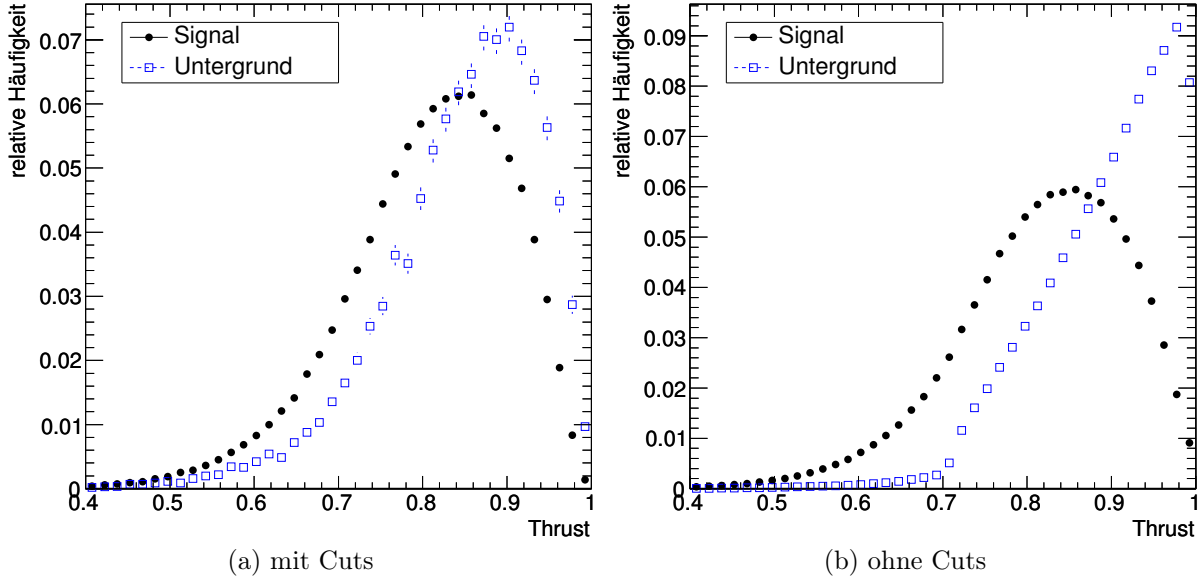 relative Häufigkeit
Signal
Untergrund
0.07
0.06
0.05
0.04
0.03
0.02
0.01
0
0.4 0.5 0.6 0.7 0.8 0.9 1
Thrust
(a) mit Cuts
relative Häufigkeit
Signal
Untergrund
0.09
0.08
0.07
0.06
0.05
0.04
0.03
0.02
0.01
0
0.4 0.5 0.6 0.7 0.8 0.9 1
Thrust
(b) ohne Cuts